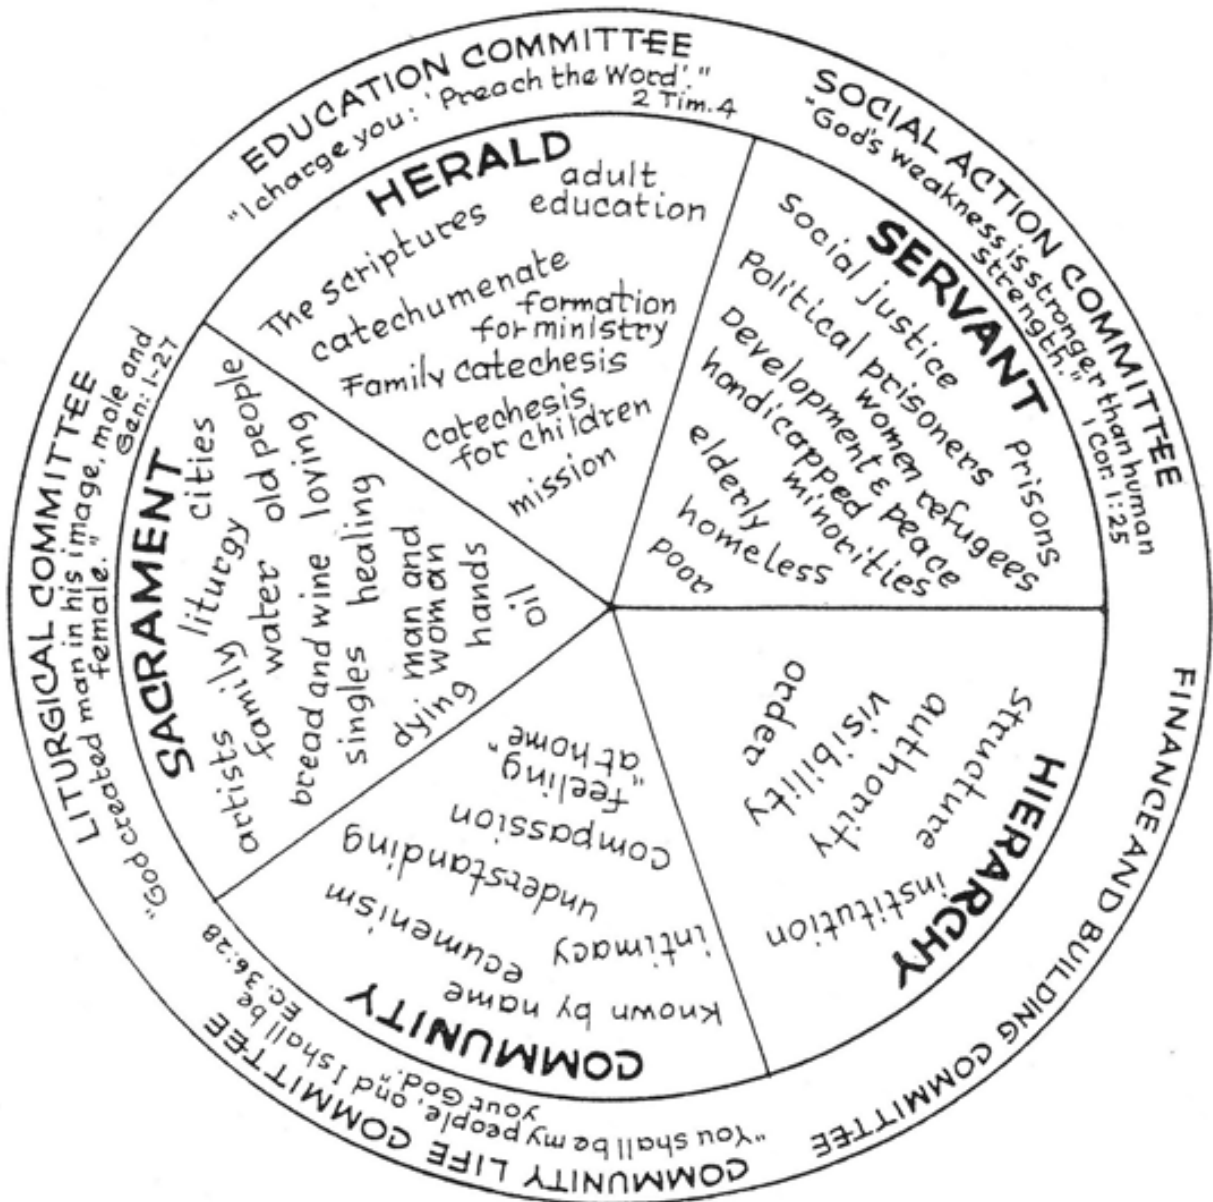 EDUCATION COMMITTEE
"I charge you: 'Preach the Word'."
2 Tim. 4
HERALD
adult
education
The Scriptures
catechumenate
formation
for ministry
Family catechesis
catechesis
for children
mission
SOCIAL ACTION COMMITTEE
"God's weakness is stronger than human
strength."
1 Cor. 1:25
SERVANT
Social justice
Prisons
Political prisoners
women refugees
Development & peace
handicapped
minorities
elderly
homeless
poor
FINANCE AND BUILDING COMMITTEE
HIERARCHY
structure
institution
authority
visibility
order
COMMUNITY LIFE COMMITTEE
"You shall be my people, and I shall be
your God."
Ec. 36:28
COMMUNITY
Known by name
intimacy
ecumenism
understanding
compassion
"feeling
at home"
LITURGICAL COMMITTEE
"God created man in his image, male and
female."
Gen: 1-27
SACRAMENT
cities
old people
artists
liturgy
family
water
loving
bread and wine
healing
singles
man and
woman
dying
hands
oil